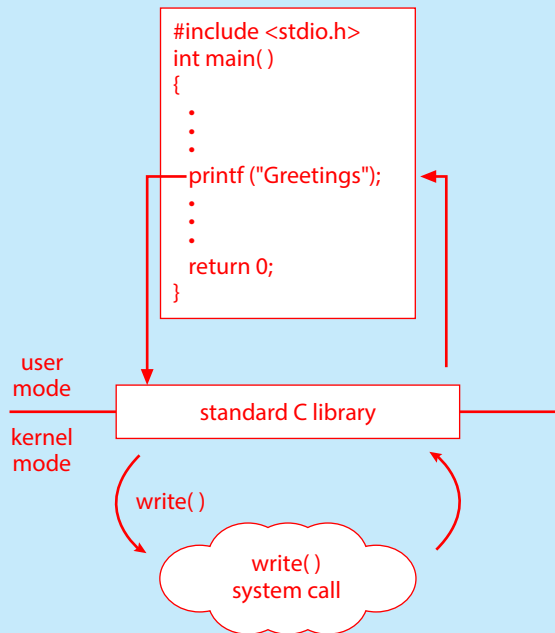 #include <stdio.h>
int main( )
{
•
•
•
printf ("Greetings");
•
•
•
return 0;
}
user
mode
standard C library
kernel
mode
write( )
write( )
system call